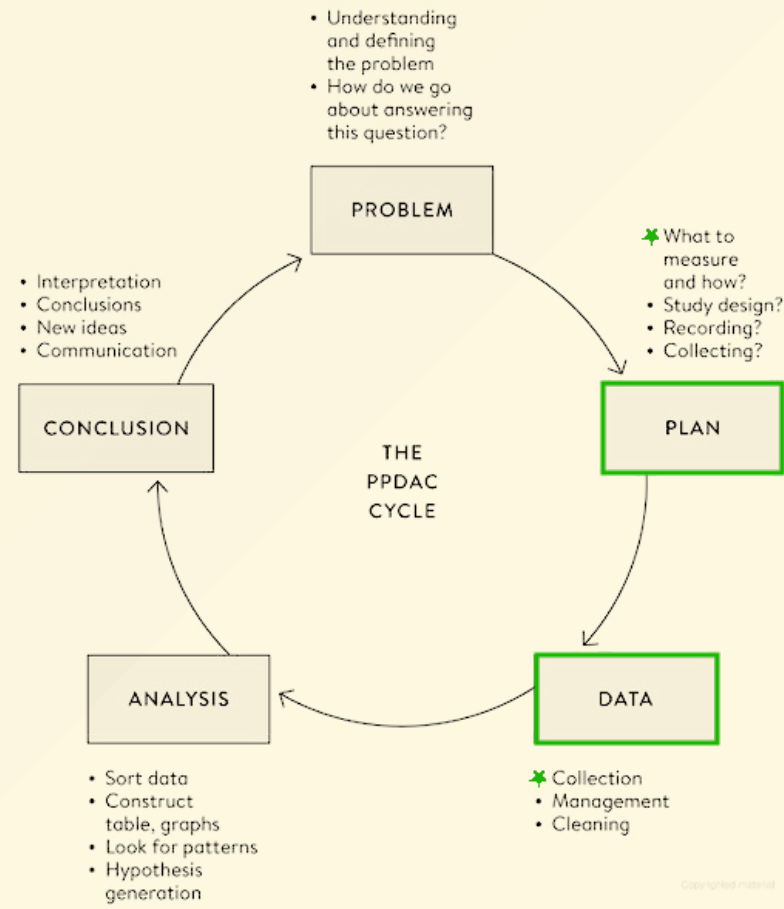 • Understanding
and defining
the problem
• How do we go
about answering
this question?
PROBLEM
What to
measure
and how?
• Study design?
• Recording?
• Collecting?
PLAN
DATA
Collection
• Management
• Cleaning
ANALYSIS
• Sort data
• Construct
table, graphs
• Look for patterns
• Hypothesis
generation
• Interpretation
• Conclusions
• New ideas
• Communication
CONCLUSION
THE
PPDAC
CYCLE
Copyrighted material